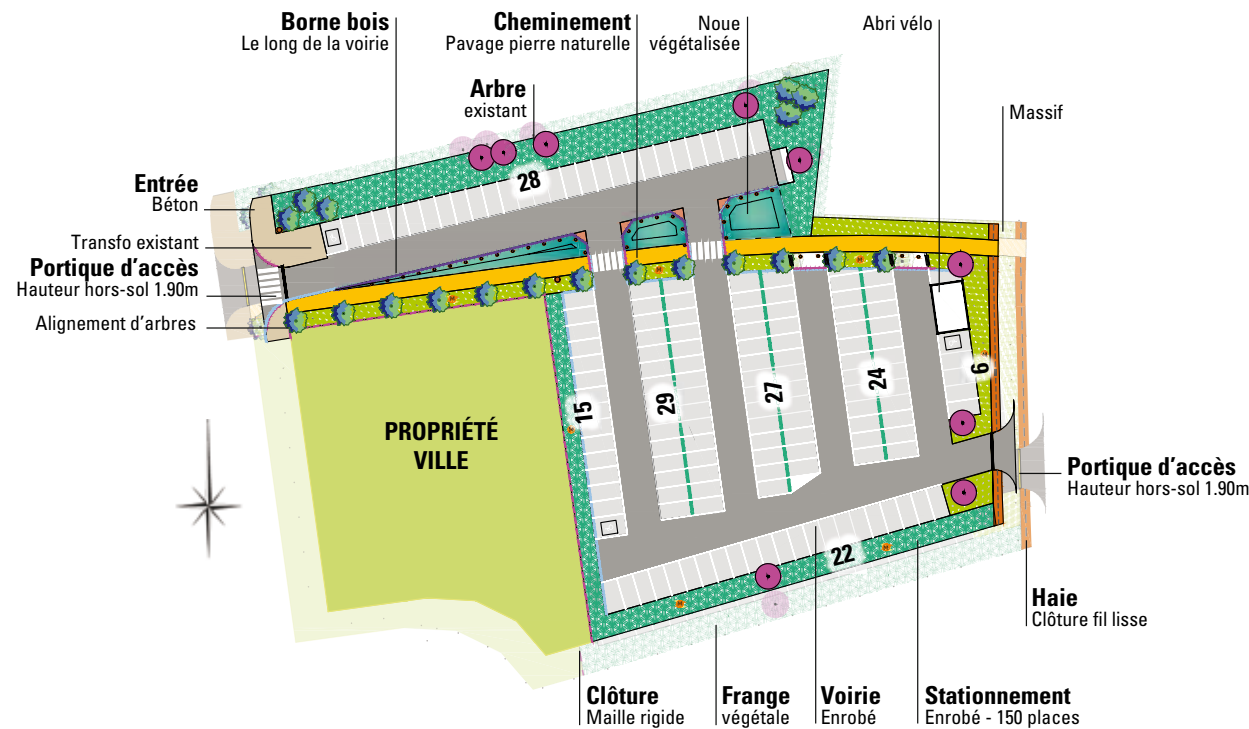 Borne bois
Le long de la voirie
Cheminement
Pavage pierre naturelle
Noue
végétalisée
Abri vélo
Arbre
existant
Massif
Entrée
Béton
28
Transfo existant
Portique d'accès
Hauteur hors-sol 1.90m
Alignement d'arbres
15
29
27
24
6
PROPRIÉTÉ
VILLE
Portique d'accès
Hauteur hors-sol 1.90m
22
Haie
Clôture fil lisse
Clôture
Maille rigide
Frange
végétale
Voirie
Enrobé
Stationnement
Enrobé - 150 places